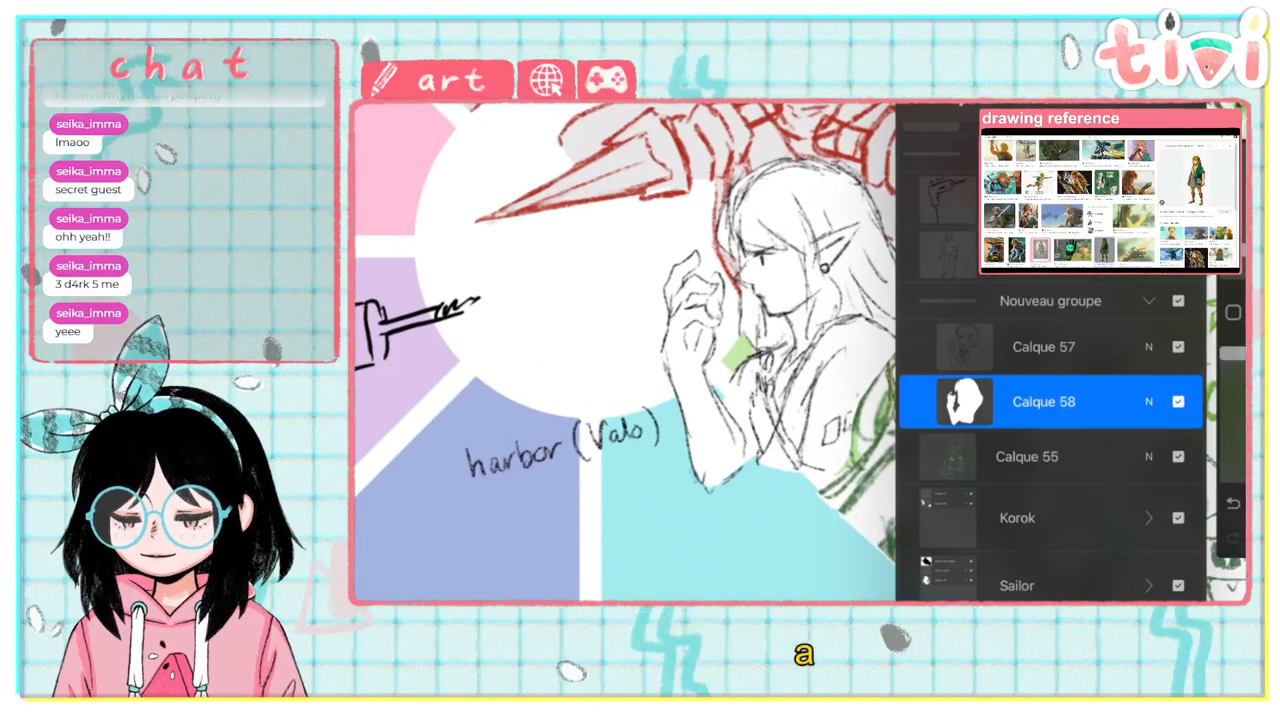 chat
seika_imma
lmaoo
seika_imma
secret guest
seika_imma
ohh yeah!!
seika_imma
3 d4rk 5 me
seika_imma
yeee
art
tivi
drawing reference
harbor (Valo)
Nouveau groupe
Calque 57 N
Calque 58 N
Calque 55 N
Korok
Sailor
a